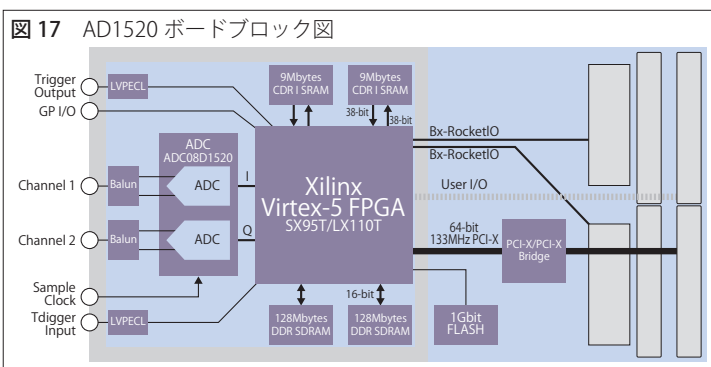 図 17 AD1520 ボードブロック図
Trigger
Output
GP I/O
LVPECL
9Mbytes
CDR I SRAM
9Mbytes
CDR I SRAM
38-bit
38-bit
ADC
ADC08D1520
Channel 1
Balun
ADC
I
Channel 2
Balun
ADC
Q
Xilinx
Virtex-5 FPGA
SX95T/LX110T
Bx-RocketIO
Bx-RocketIO
User I/O
64-bit
133MHz PCI-X
PCI-X/PCI-X
Bridge
Sample
Clock
Tdigger
Input
LVPECL
16-bit
128Mbytes
DDR SDRAM
128Mbytes
DDR SDRAM
1Gbit
FLASH